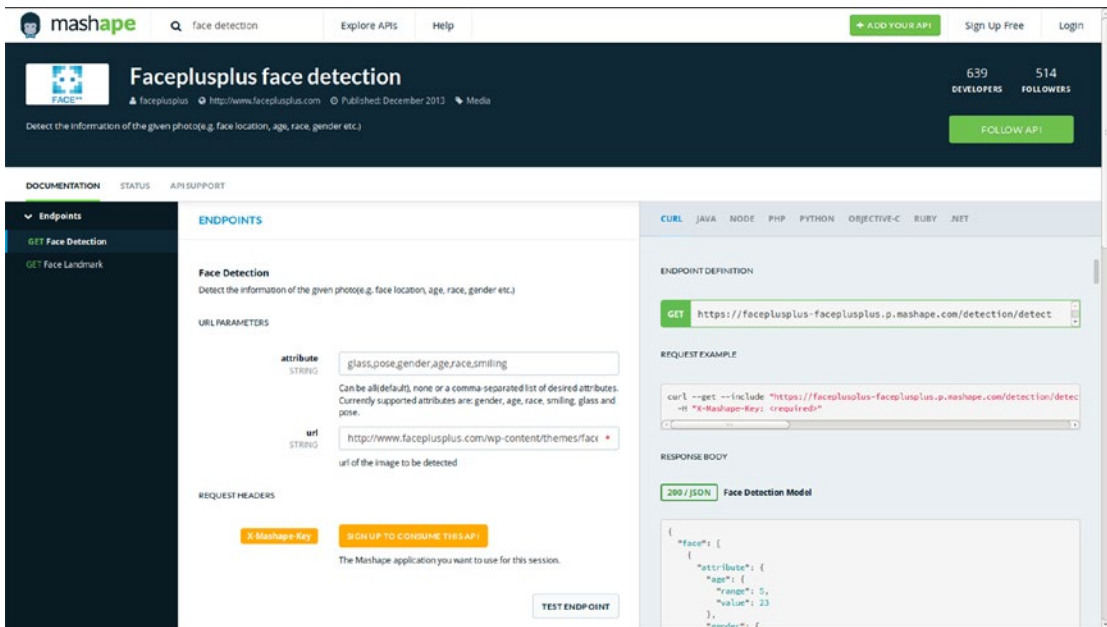 mashape
face detection
Explore APIs
Help
+ ADD YOUR API
Sign Up Free
Login
FACE++
Faceplusplus face detection
faceplusplus http://www.faceplusplus.com Published: December 2013 Media
Detect the information of the given photo(e.g. face location, age, race, gender etc.)
639
DEVELOPERS
514
FOLLOWERS
FOLLOW API
DOCUMENTATION STATUS API SUPPORT
Endpoints
GET Face Detection
GET Face Landmark
ENDPOINTS
Face Detection
Detect the information of the given photo(e.g. face location, age, race, gender etc.)
URL PARAMETERS
attribute
STRING
glass,pose,gender,age,race,smiling
Can be all(default), none or a comma-separated list of desired attributes.
Currently supported attributes are: gender, age, race, smiling, glass and
pose.
url
STRING
http://www.faceplusplus.com/wp-content/themes/face *
url of the image to be detected
REQUEST HEADERS
X-Mashape-Key
SIGN UP TO CONSUME THIS API
The Mashape application you want to use for this session.
TEST ENDPOINT
CURL JAVA NODE PHP PYTHON OBJECTIVE-C RUBY .NET
ENDPOINT DEFINITION
GET https://faceplusplus-faceplusplus.p.mashape.com/detection/detect
REQUEST EXAMPLE
curl --get --include "https://faceplusplus-faceplusplus.p.mashape.com/detection/detec
-H "X-Mashape-Key: <required>"
RESPONSE BODY
200 / JSON Face Detection Model
{
"face": [
{
"attribute": {
"age": {
"range": 5,
"value": 23
},
"gender": {